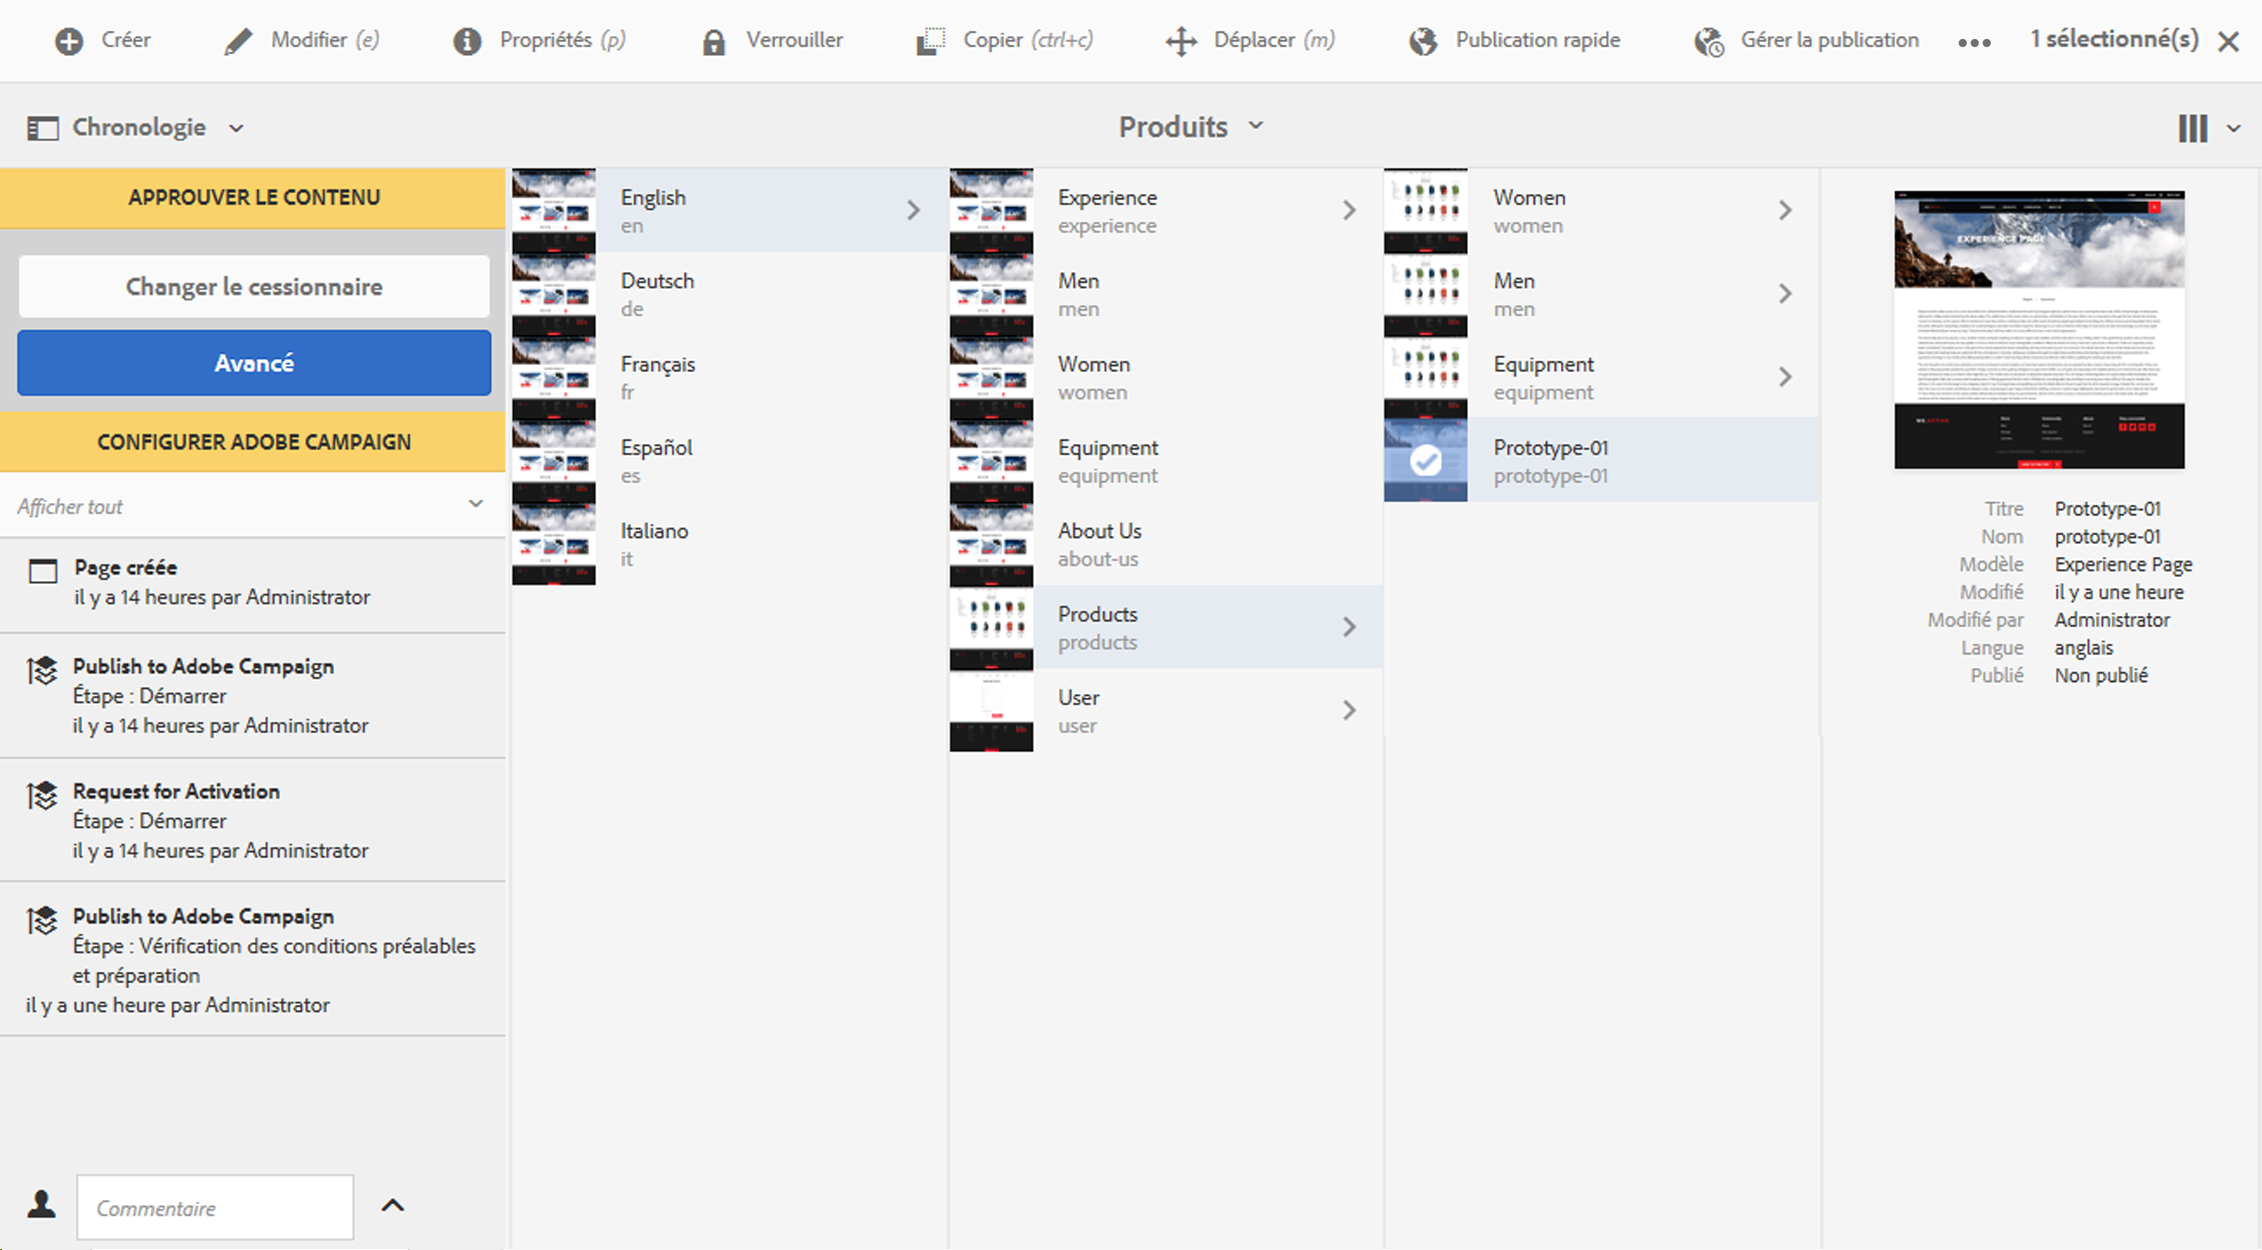 Créer
Modifier (e)
Propriétés (p)
Verrouiller
Copier (ctrl+c)
Déplacer (m)
Publication rapide
Gérer la publication
1 sélectionné(s)
Chronologie
Produits
APPROUVER LE CONTENU
Changer le cessionnaire
Avancé
CONFIGURER ADOBE CAMPAIGN
Afficher tout
Page créée
il y a 14 heures par Administrator
Publish to Adobe Campaign
Étape : Démarrer
il y a 14 heures par Administrator
Request for Activation
Étape : Démarrer
il y a 14 heures par Administrator
Publish to Adobe Campaign
Étape : Vérification des conditions préalables
et préparation
il y a une heure par Administrator
Commentaire
English
en
Deutsch
de
Français
fr
Español
es
Italiano
it
Experience
experience
Men
men
Women
women
Equipment
equipment
About Us
about-us
Products
products
User
user
Women
women
Men
men
Equipment
equipment
Prototype-01
prototype-01
EXPERIENCE PAGE
Titre Prototype-01
Nom prototype-01
Modèle Experience Page
Modifié il y a une heure
Modifié par Administrator
Langue anglais
Publié Non publié